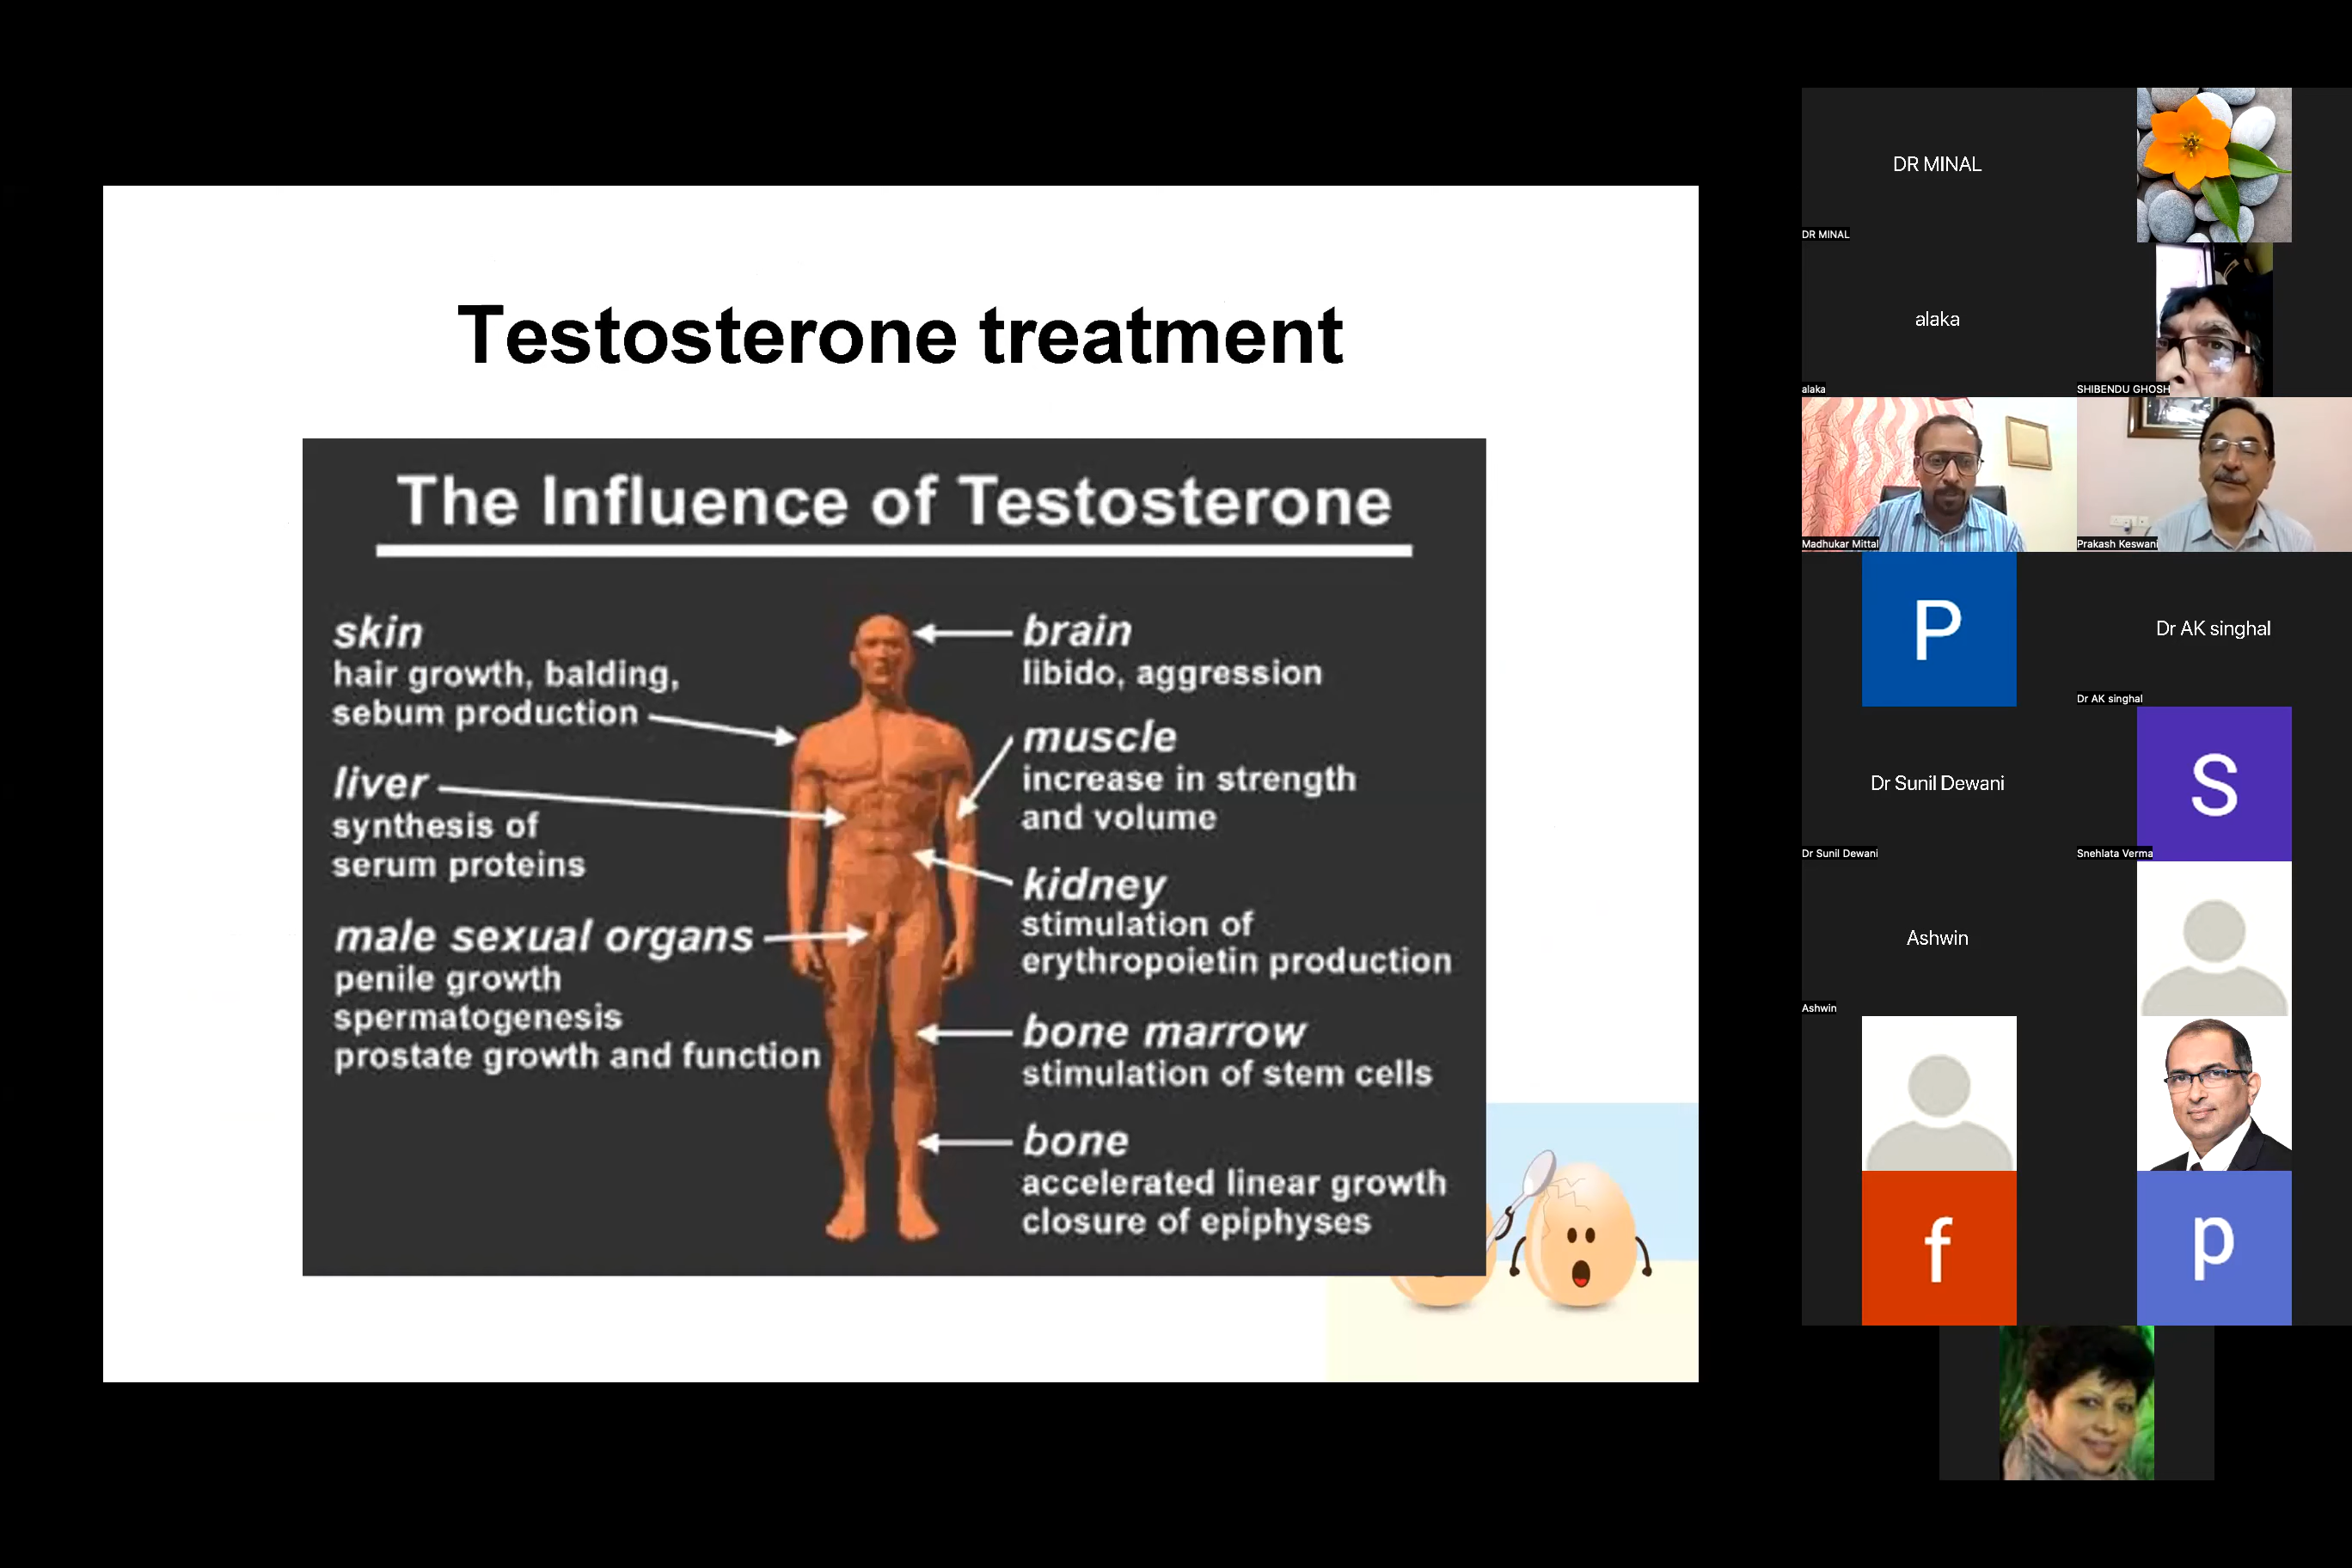 Testosterone treatment
The Influence of Testosterone
skin
hair growth, balding,
sebum production
liver
synthesis of
serum proteins
male sexual organs
penile growth
spermatogenesis
prostate growth and function
brain
libido, aggression
muscle
increase in strength
and volume
kidney
stimulation of
erythropoietin production
bone marrow
stimulation of stem cells
bone
accelerated linear growth
closure of epiphyses
DR MINAL
DR MINAL
alaka
alaka
SHIBENDU GHOSH
Madhukar Mittal
Prakash Keswani
P
Dr AK singhal
Dr AK singhal
Dr Sunil Dewani
Dr Sunil Dewani
S
Snehlata Verma
Ashwin
Ashwin
f
p